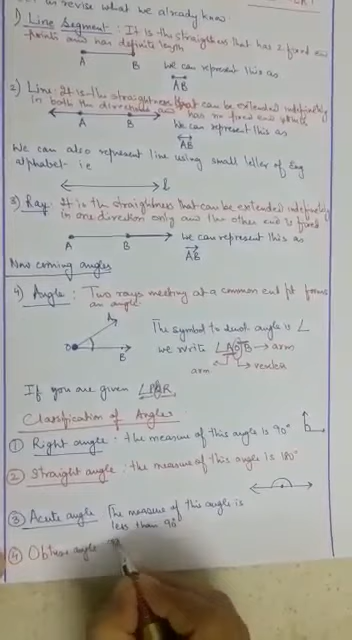 us revise what we already know
1) Line Segment : It is the straightness that has 2 fixed end
points and has definite length
A B we can represent this as
AB
2) Line : It is the straightness that can be extended indefinitely
in both the directions and has no fixed end points
A B We can represent this as
AB
We can also represent line using small letter of Eng
alphabet - i.e
l
3) Ray : It is the straightness that can be extended indefinitely
in one direction only and the other end is fixed
A B we can represent this as
AB
Now coming angles
4) Angle : Two rays meeting at a common end pt forms
an angle
A The symbol to denote angle is ∠
O B we write ∠AOB → arm
arm vertex
If you are given ∠PQR
Classification of Angles
① Right angle : the measure of this angle is 90°
② Straight angle : the measure of this angle is 180°
③ Acute angle The measure of this angle is
less than 90°
④ Obtuse angle